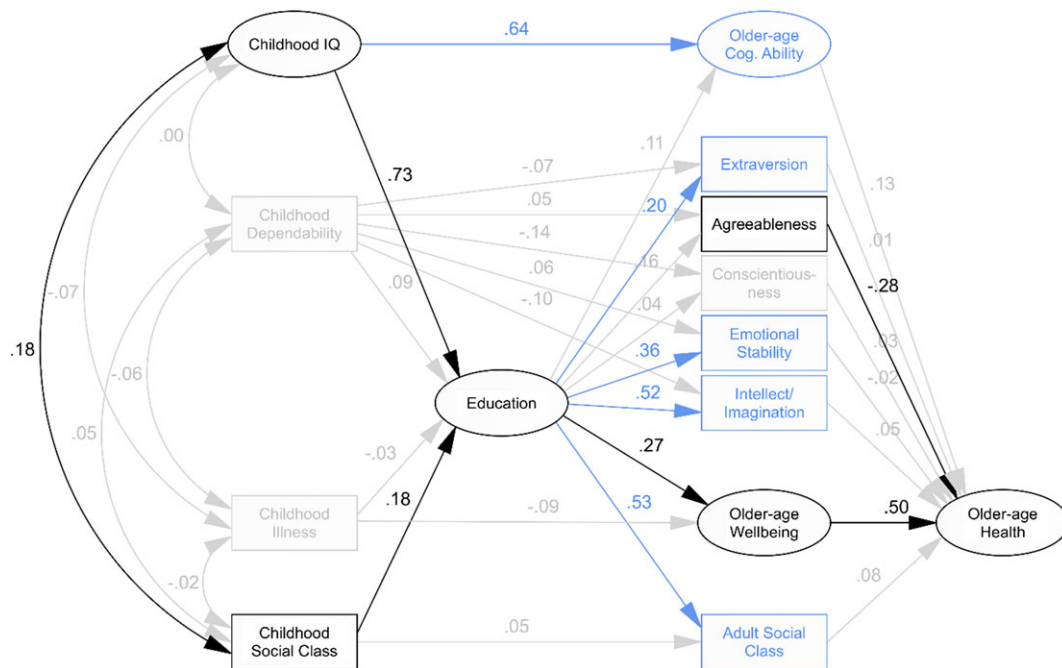 Childhood IQ
.64
Older-age
Cog. Ability
.00
.73
.11
-.07
Extraversion
.13
.20
.05
Childhood
Dependability
Agreeableness
.01
-.14
.16
.06
Conscientious-
ness
-.28
-.07
.09
-.10
.04
.03
.18
.36
Emotional
Stability
-.06
-.02
.52
Intellect/
Imagination
Education
.05
.05
.27
-.03
.18
Childhood
Illness
-.09
.53
Older-age
Wellbeing
.50
Older-age
Health
-.02
.08
Childhood
Social Class
.05
Adult Social
Class